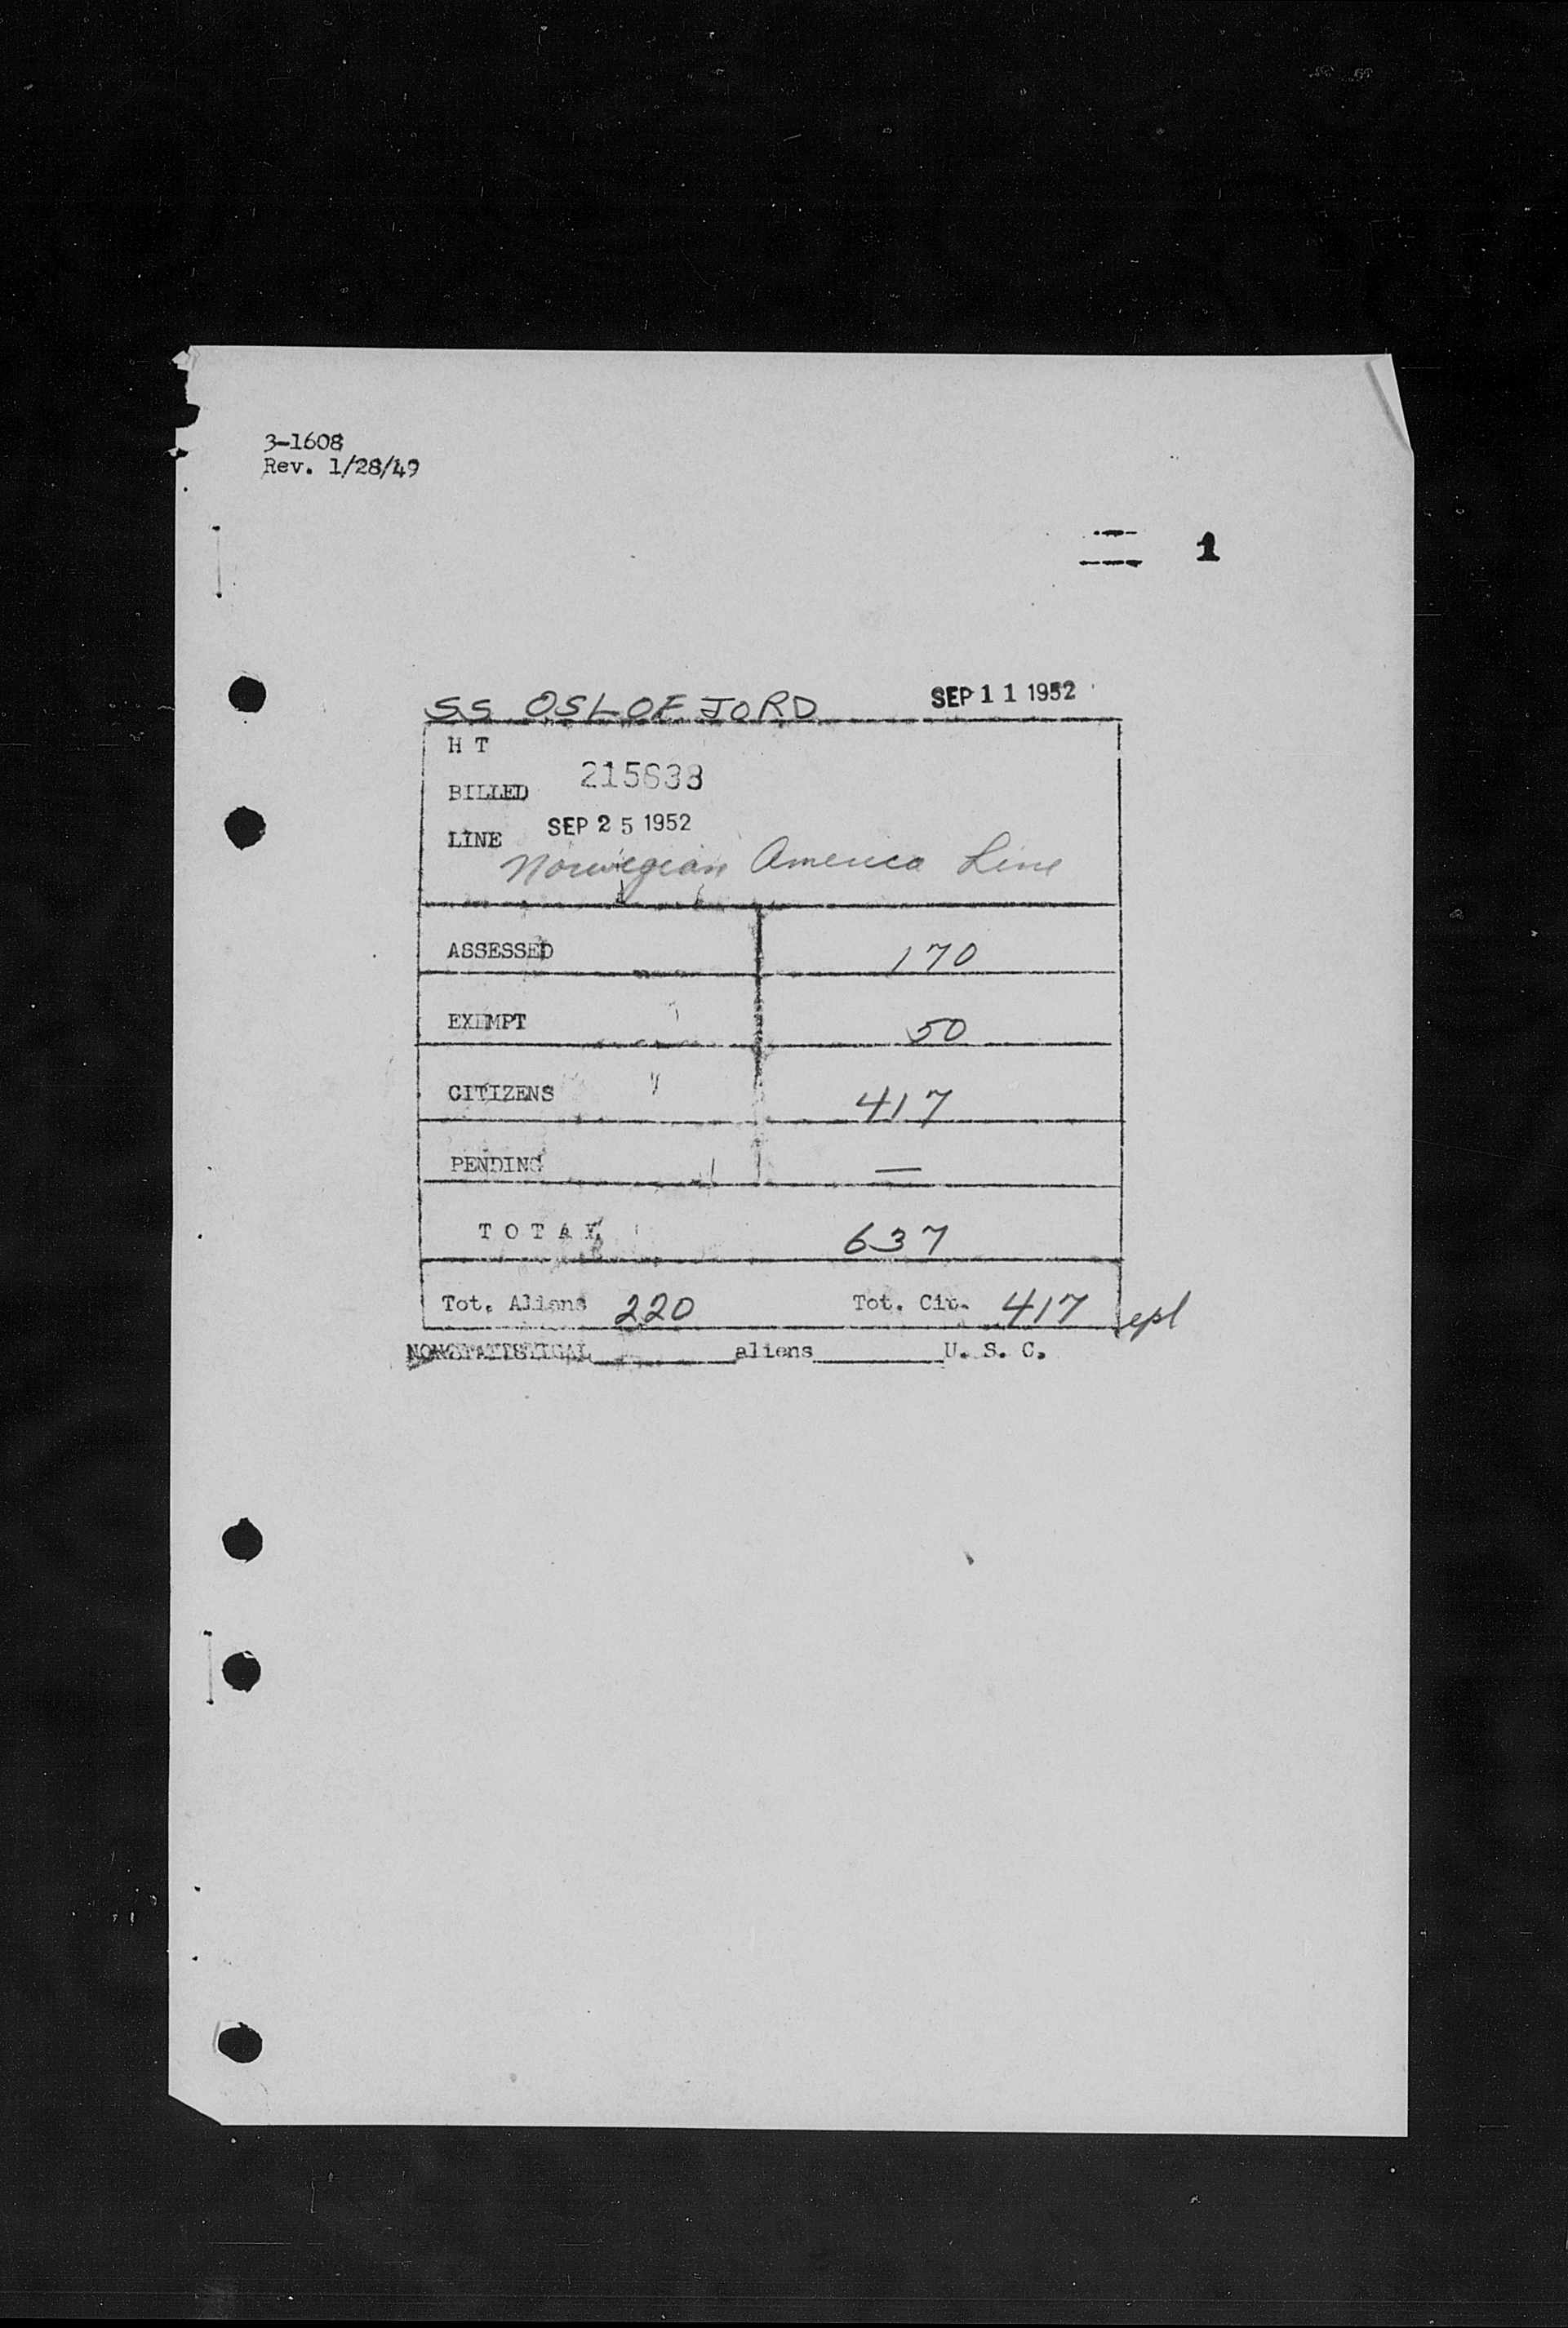 3-1608
Rev. 1/28/49
1
SS OSLOFJORD SEP 11 1952
H T
BILLED 215638
LINE SEP 25 1952
Norwegian America Line
ASSESSED 170
EXEMPT 50
CITIZENS 417
PENDING —
TOTAL 637
Tot. Aliens 220 Tot. Cit. 417 epl
NONSTATISTICAL aliens U. S. C.